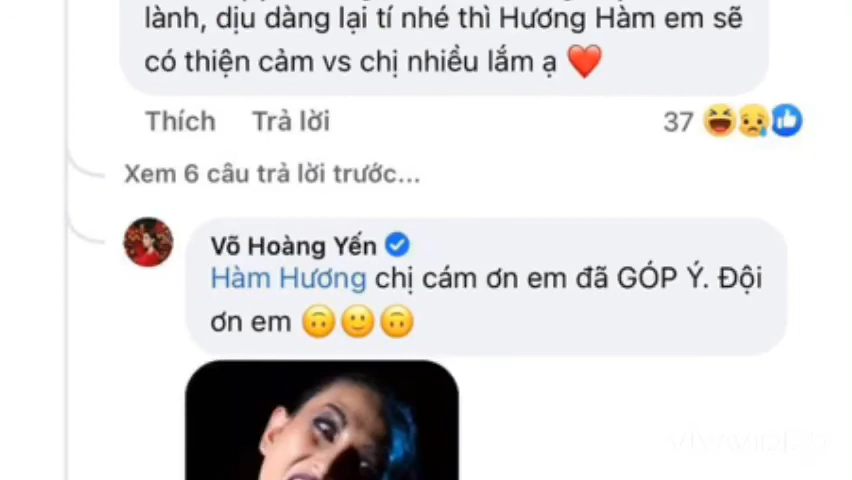 lành, dịu dàng lại tí nhé thì Hương Hàm em sẽ
có thiện cảm vs chị nhiều lắm ạ ❤️
Thích Trả lời 37
Xem 6 câu trả lời trước...
Võ Hoàng Yến
Hàm Hương chị cám ơn em đã GÓP Ý. Đội
ơn em 🙃🙂🙃